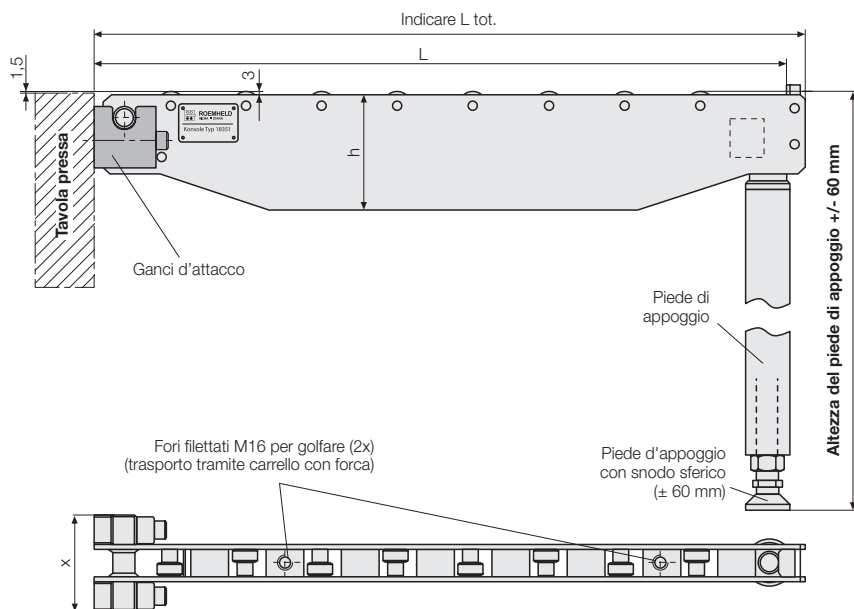 Indicare L tot.
L
1,5
3
ROEMHELD
HILMA ■ STARK
Konsole Typ 18351
h
Tavola pressa
Ganci d'attacco
Piede di
appoggio
Altezza del piede di appoggio +/- 60 mm
Fori filettati M16 per golfare (2x)
(trasporto tramite carrello con forca)
Piede d'appoggio
con snodo sferico
(± 60 mm)
x